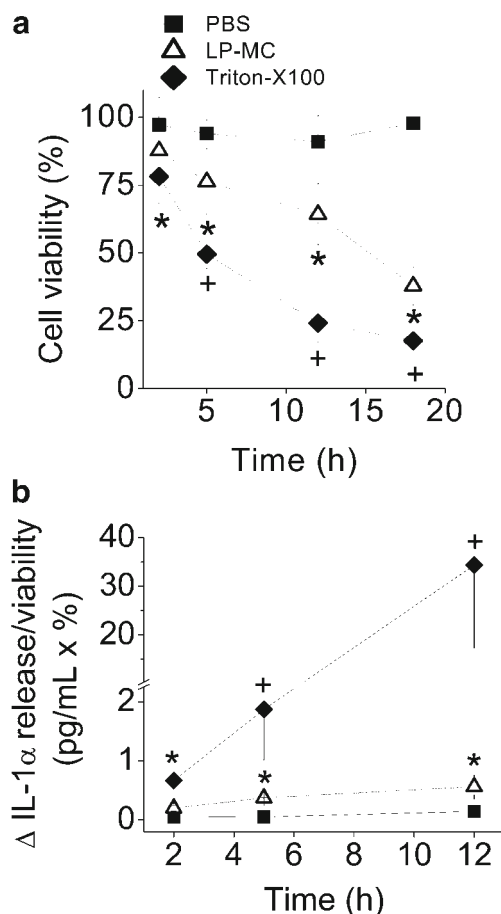 a
PBS
LP-MC
Triton-X100
Cell viability (%)
100
75
50
25
0
* * * *
+ + +
5 10 15 20
Time (h)
b
Δ IL-1α release/viability
(pg/mL x %)
40
30
20
10
2
1
0
+ + *
* *
2 4 6 8 10 12
Time (h)